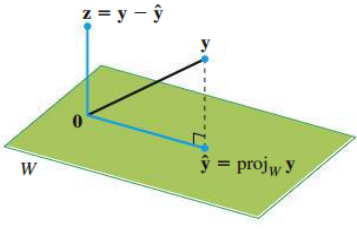 z = y − ŷ
y
0
ŷ = proj_W y
W